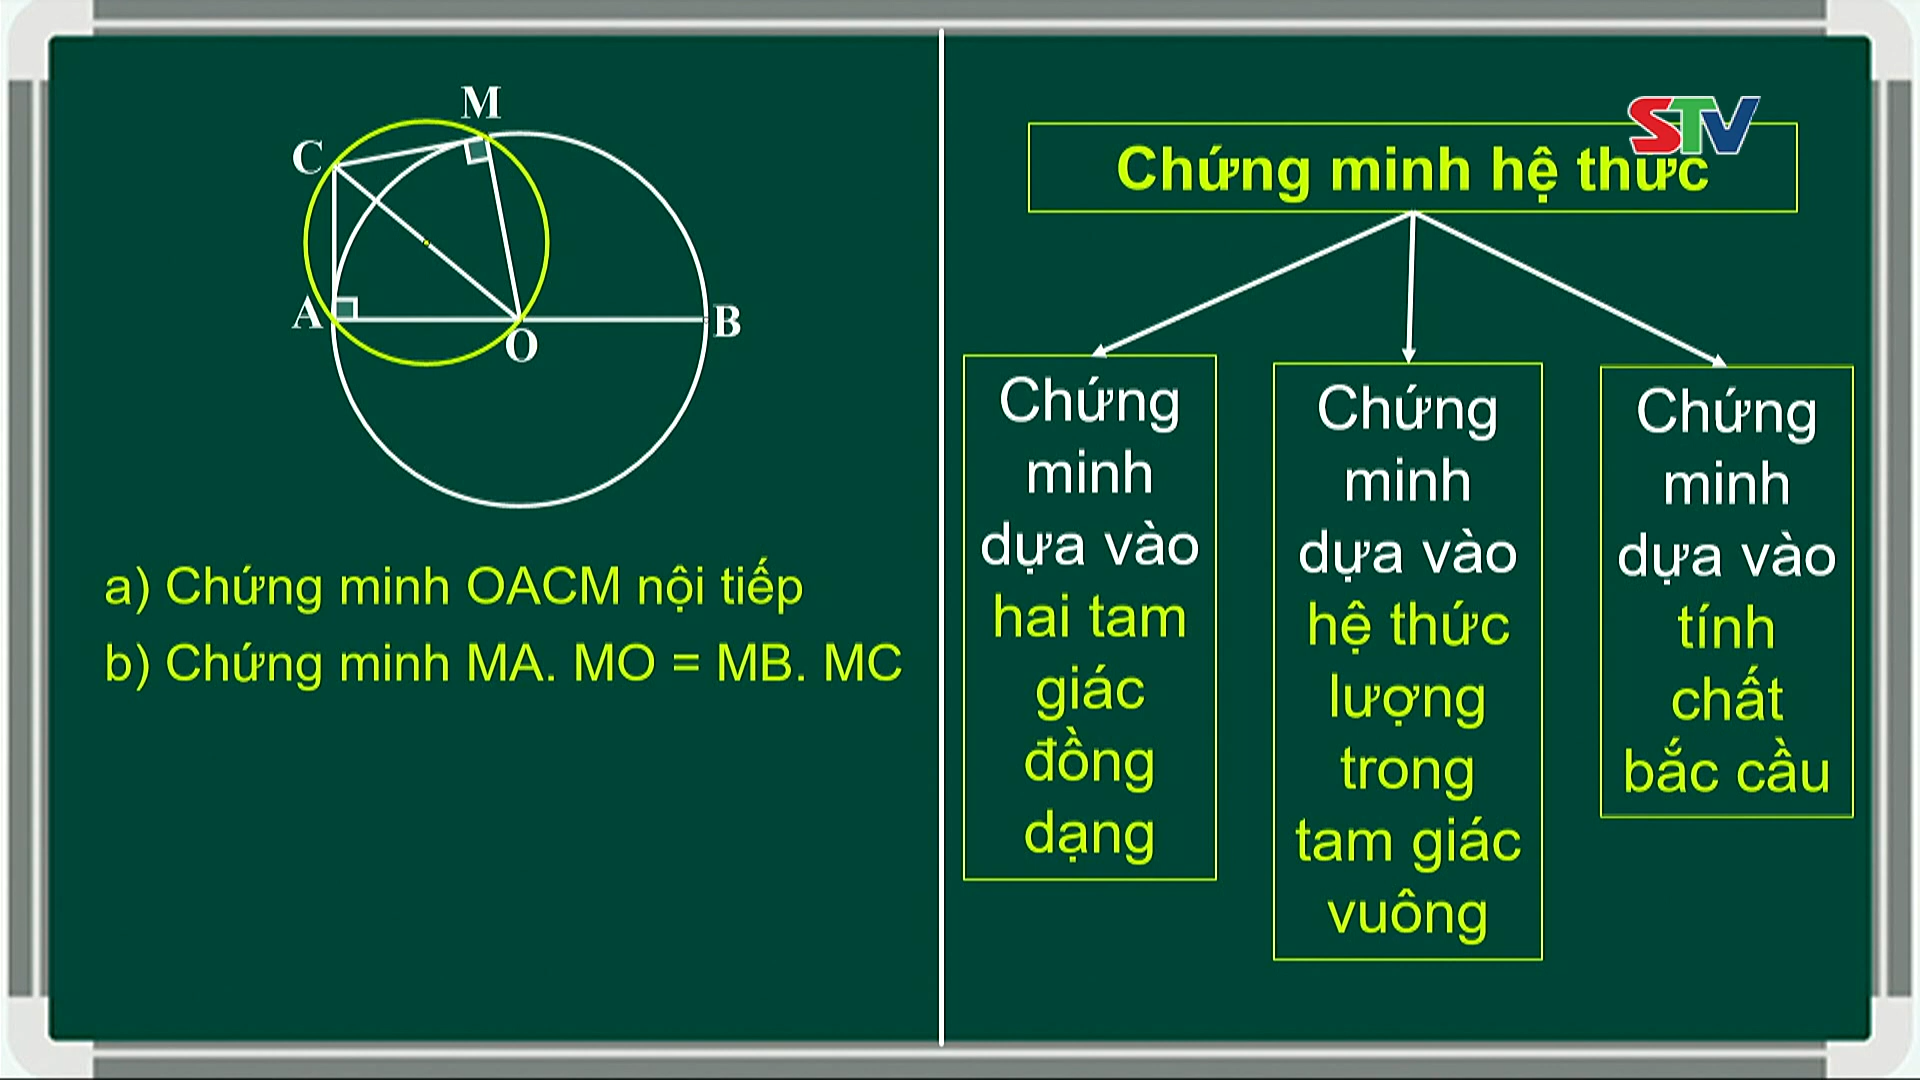 M
C
A
O
B
a) Chứng minh OACM nội tiếp
b) Chứng minh MA. MO = MB. MC
STV
Chứng minh hệ thức
Chứng
minh
dựa vào
hai tam
giác
đồng
dạng
Chứng
minh
dựa vào
hệ thức
lượng
trong
tam giác
vuông
Chứng
minh
dựa vào
tính
chất
bắc cầu